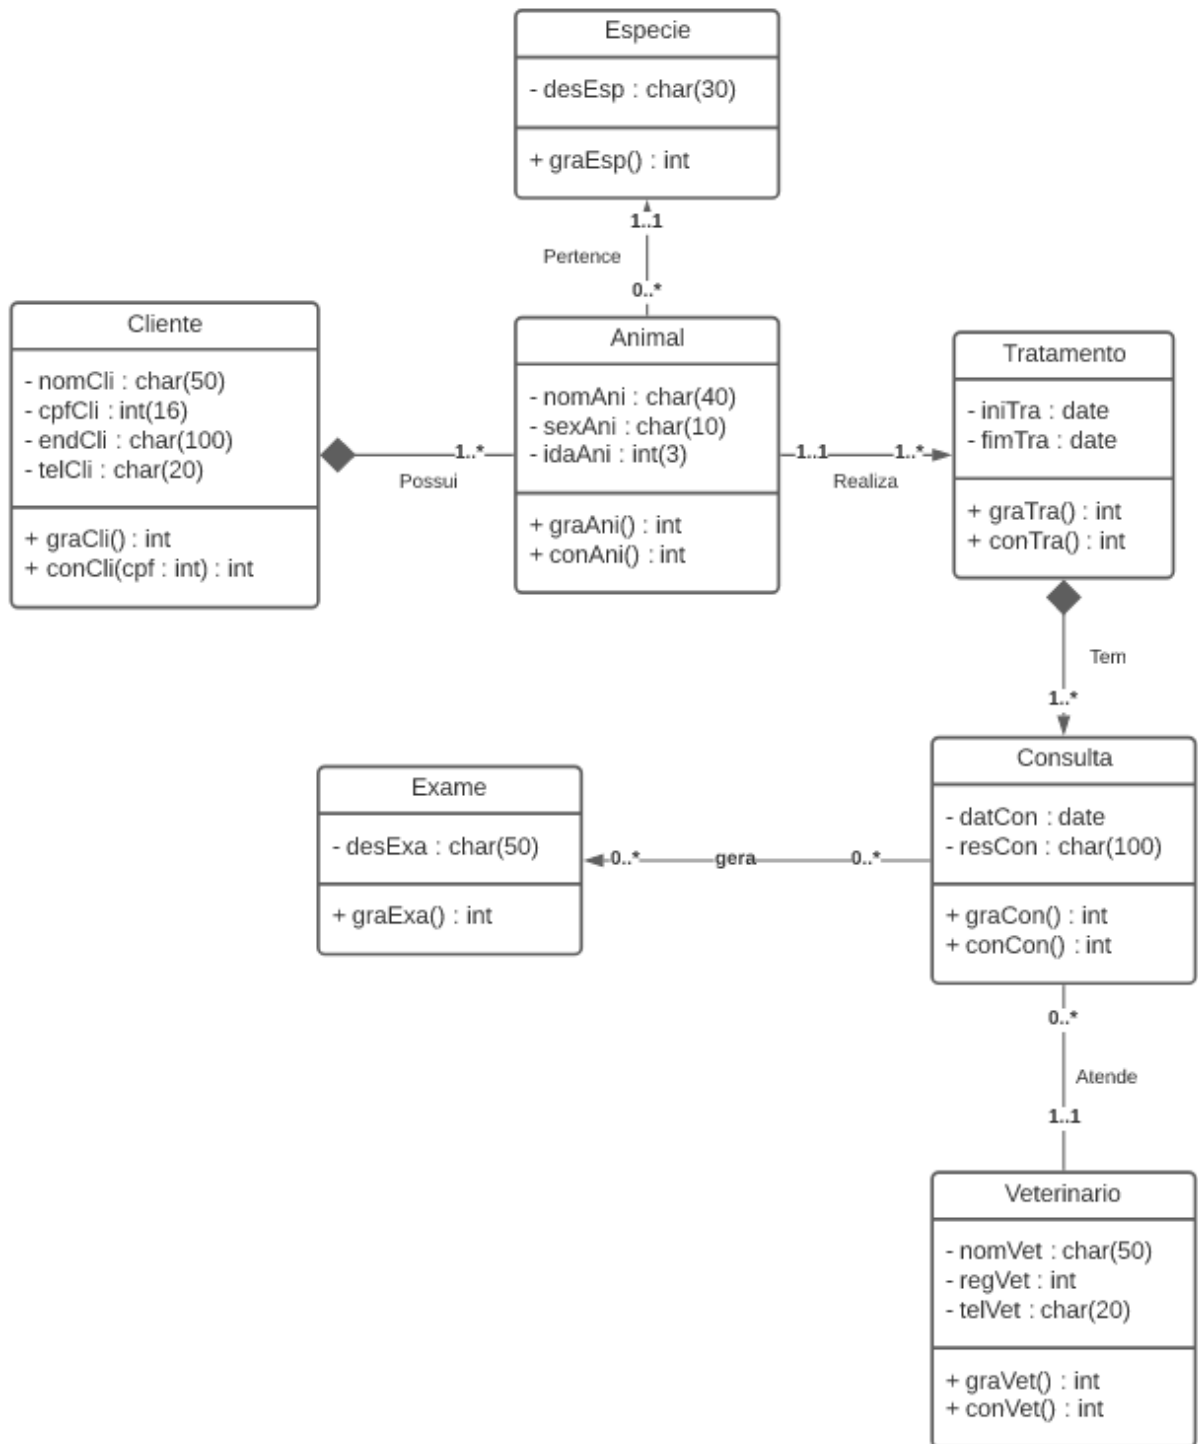 Especie
- desEsp : char(30)
+ graEsp() : int
1..1
Pertence
0..*
Cliente
- nomCli : char(50)
- cpfCli : int(16)
- endCli : char(100)
- telCli : char(20)
+ graCli() : int
+ conCli(cpf : int) : int
1..*
Possui
Animal
- nomAni : char(40)
- sexAni : char(10)
- idaAni : int(3)
+ graAni() : int
+ conAni() : int
1..1
1..*
Realiza
Tratamento
- iniTra : date
- fimTra : date
+ graTra() : int
+ conTra() : int
Tem
1..*
Exame
- desExa : char(50)
+ graExa() : int
0..*
gera
0..*
Consulta
- datCon : date
- resCon : char(100)
+ graCon() : int
+ conCon() : int
0..*
Atende
1..1
Veterinario
- nomVet : char(50)
- regVet : int
- telVet : char(20)
+ graVet() : int
+ conVet() : int